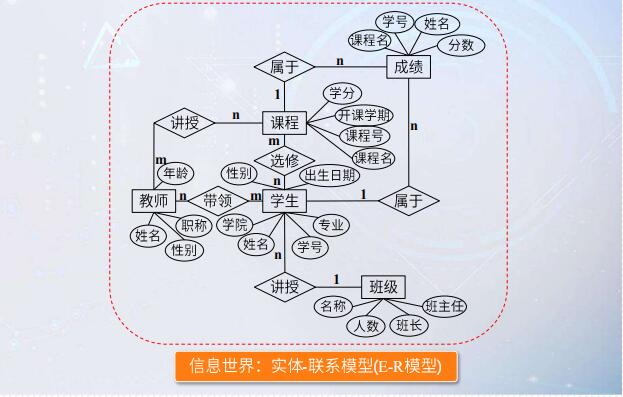 学号
姓名
课程名
分数
属于
n
成绩
1
学分
讲授
n
课程
开课学期
n
m
课程号
选修
课程名
m
年龄
性别
n
出生日期
教师
n
带领
m
学生
1
属于
职称
学院
专业
姓名
性别
姓名
学号
n
讲授
1
班级
名称
班主任
人数
班长
信息世界：实体-联系模型(E-R模型)